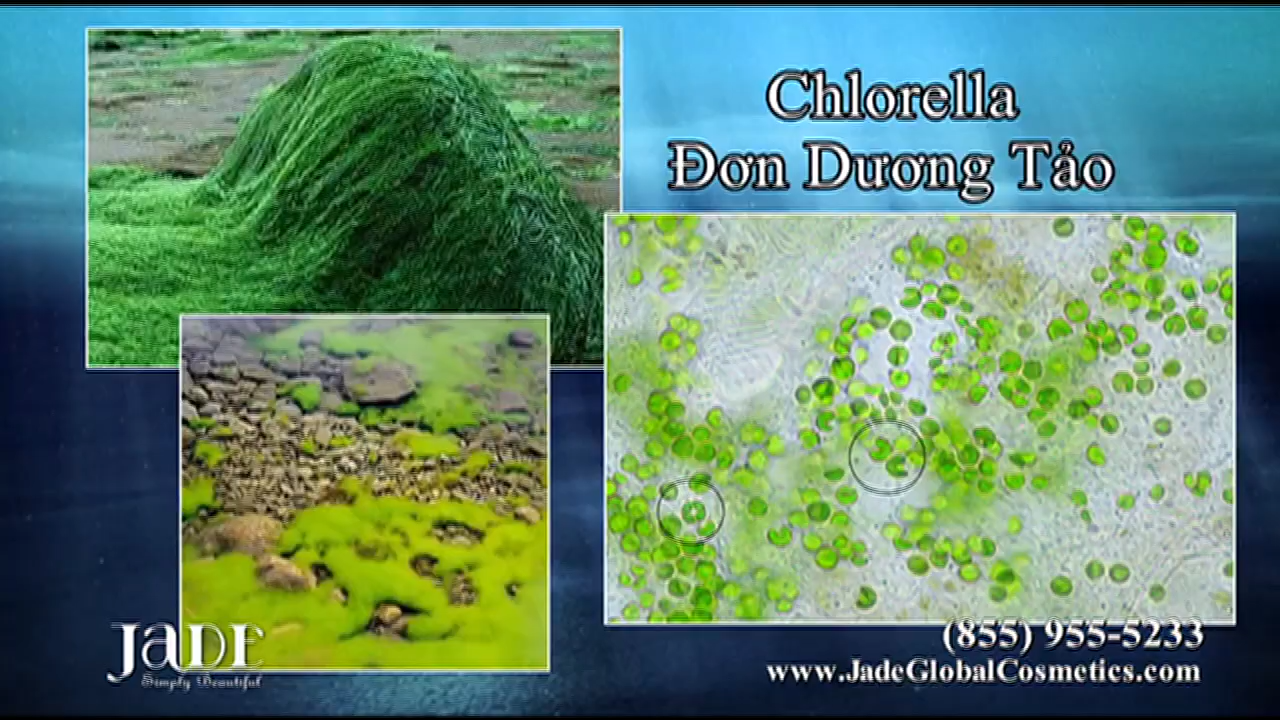 Chlorella
Đơn Dương Tảo
JADE
Simply Beautiful
(855) 955-5233
www.JadeGlobalCosmetics.com